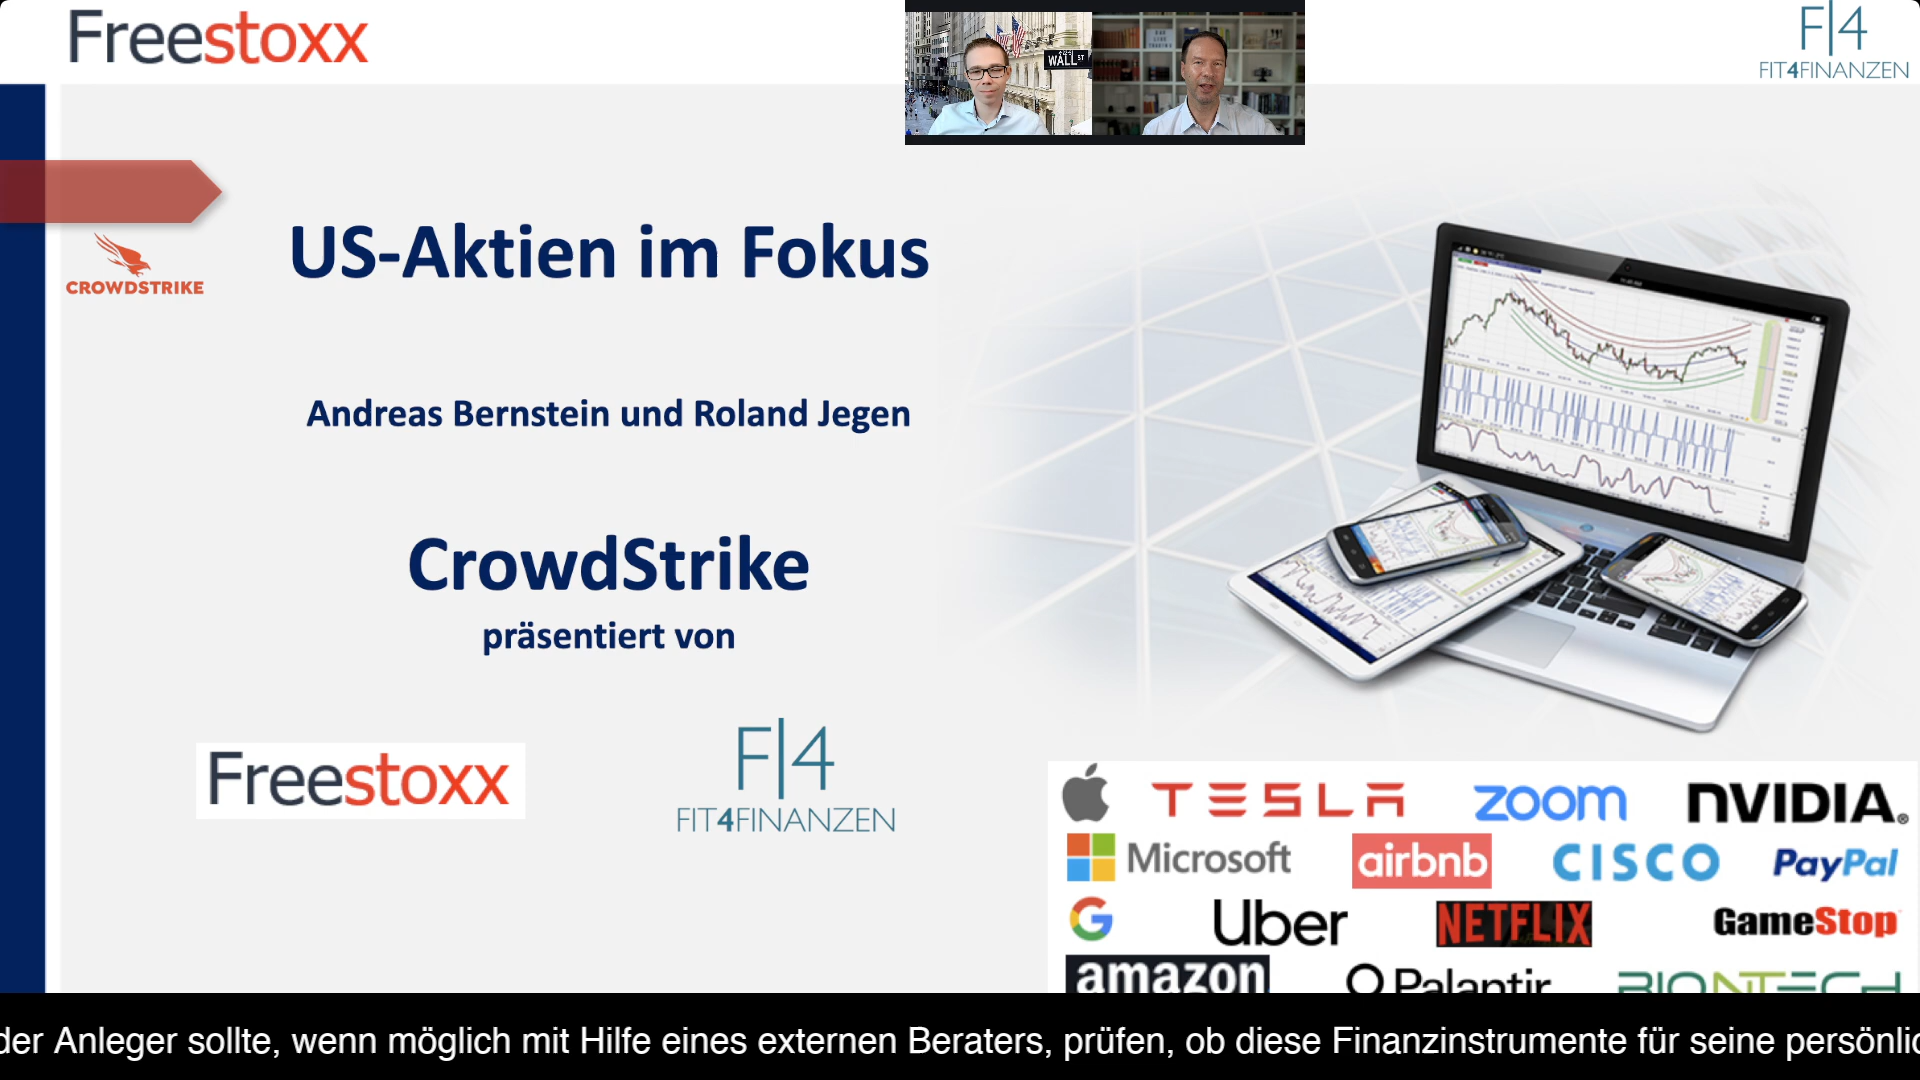 Freestoxx
WALL ST
F|4
FIT4FINANZEN
CROWDSTRIKE
US-Aktien im Fokus
Andreas Bernstein und Roland Jegen
CrowdStrike
präsentiert von
Freestoxx
F|4
FIT4FINANZEN
TESLA
zoom
NVIDIA®
Microsoft
airbnb
CISCO
PayPal
G
Uber
NETFLIX
GameStop
amazon
Palantir
BIONTECH
der Anleger sollte, wenn möglich mit Hilfe eines externen Beraters, prüfen, ob diese Finanzinstrumente für seine